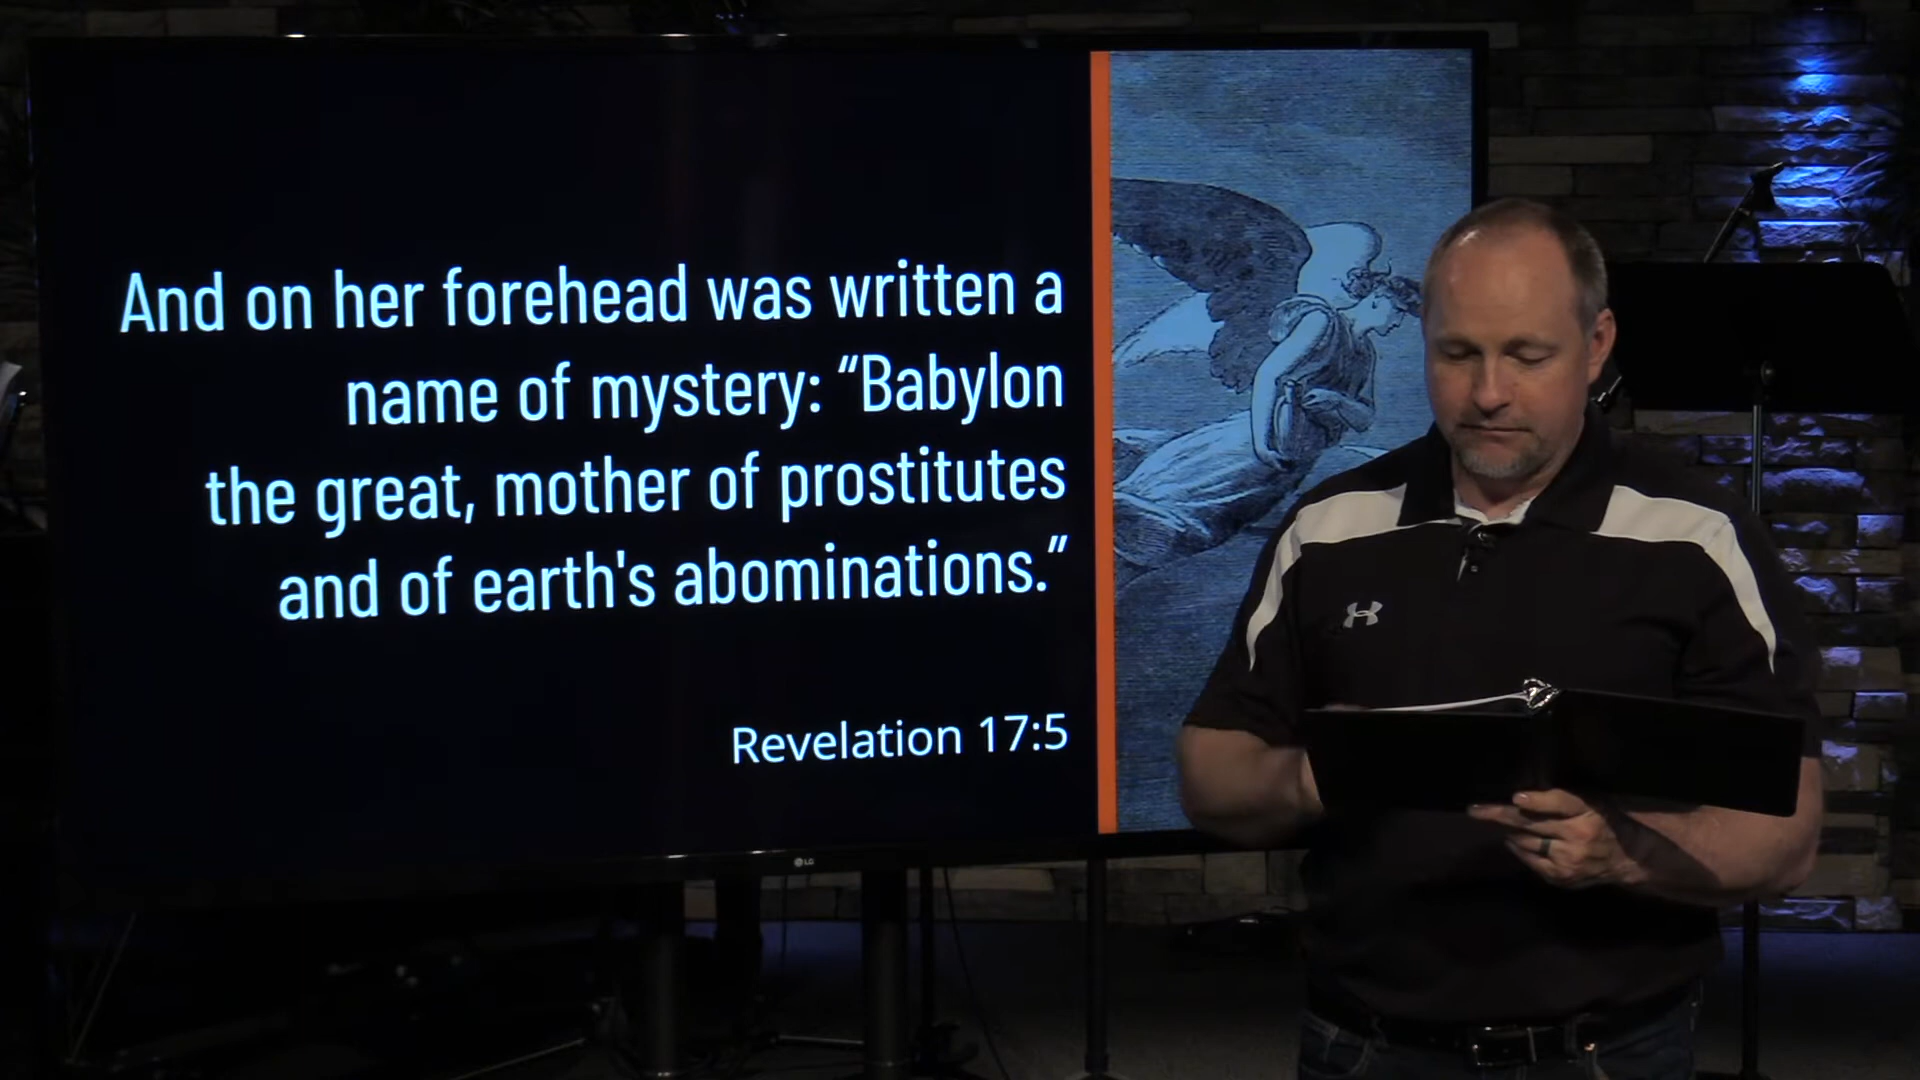 And on her forehead was written a
name of mystery: “Babylon
the great, mother of prostitutes
and of earth's abominations.”
Revelation 17:5
LG